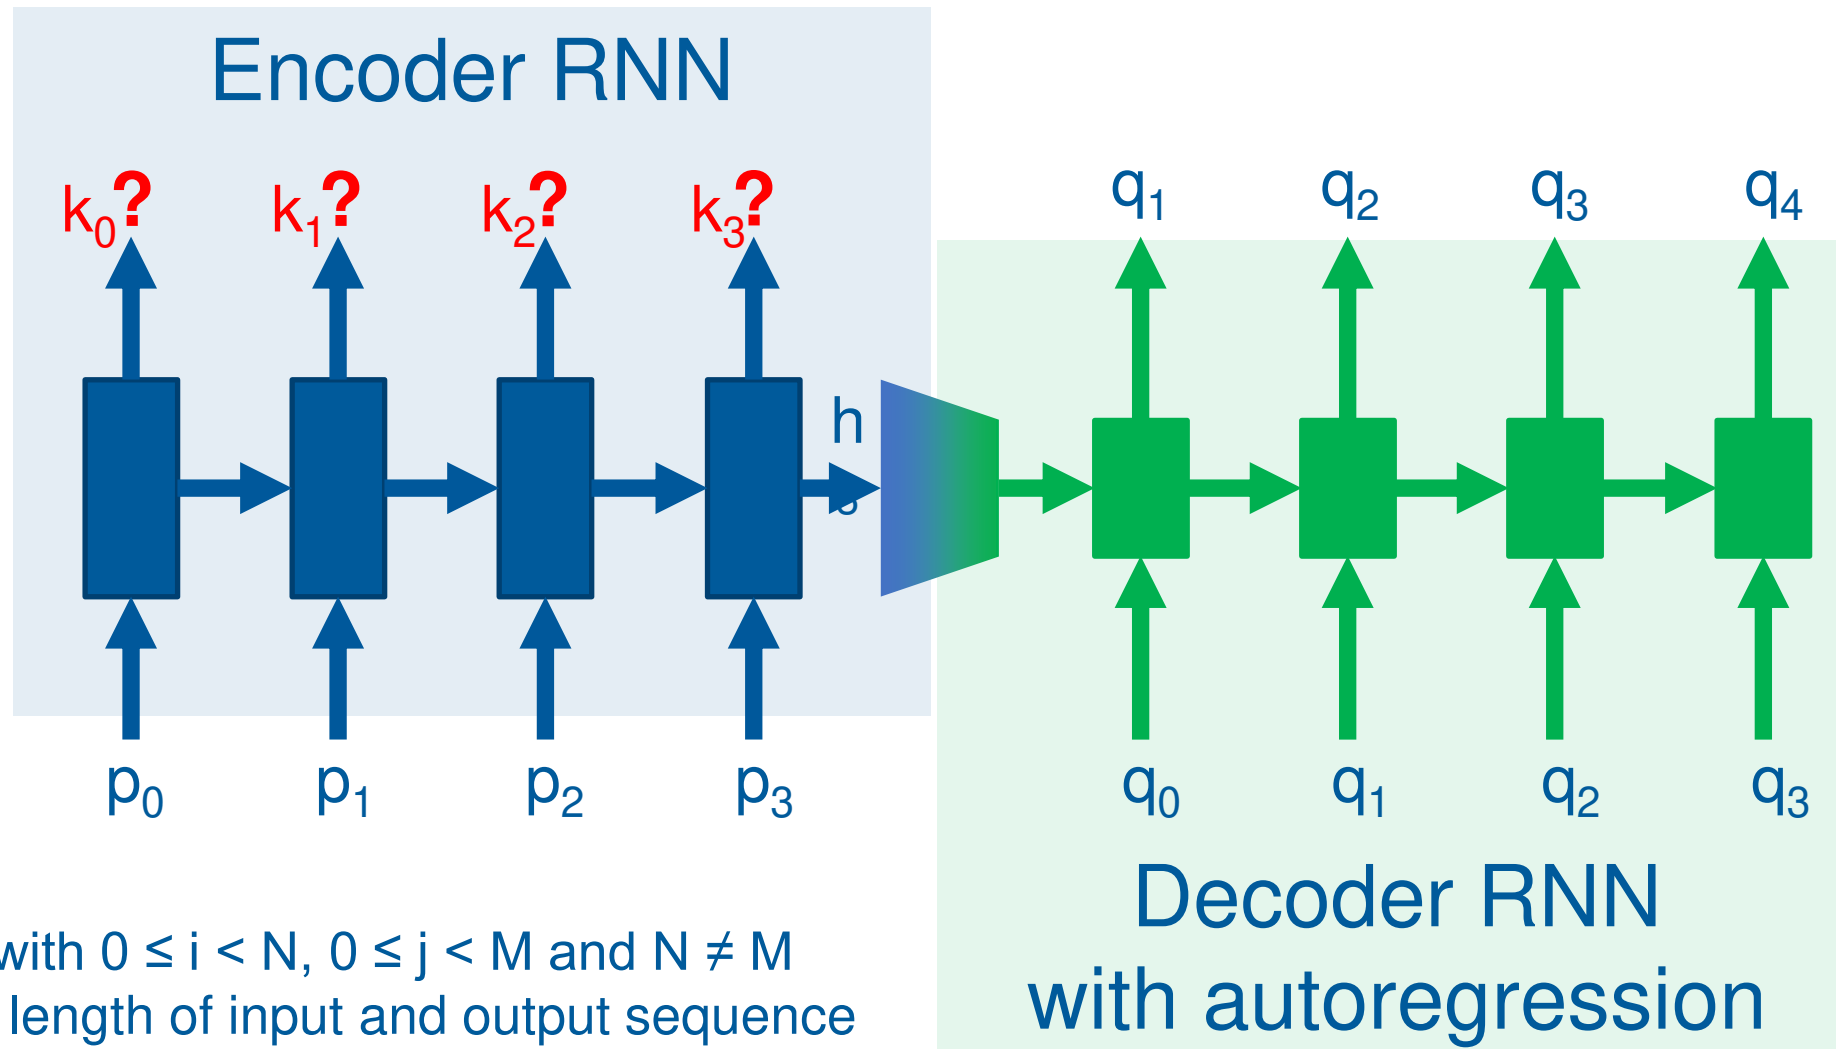 Encoder RNN
k₀? k₁? k₂? k₃?
q₁ q₂ q₃ q₄
h
p₀ p₁ p₂ p₃
q₀ q₁ q₂ q₃
Decoder RNN
with autoregression
with 0 ≤ i < N, 0 ≤ j < M and N ≠ M
length of input and output sequence